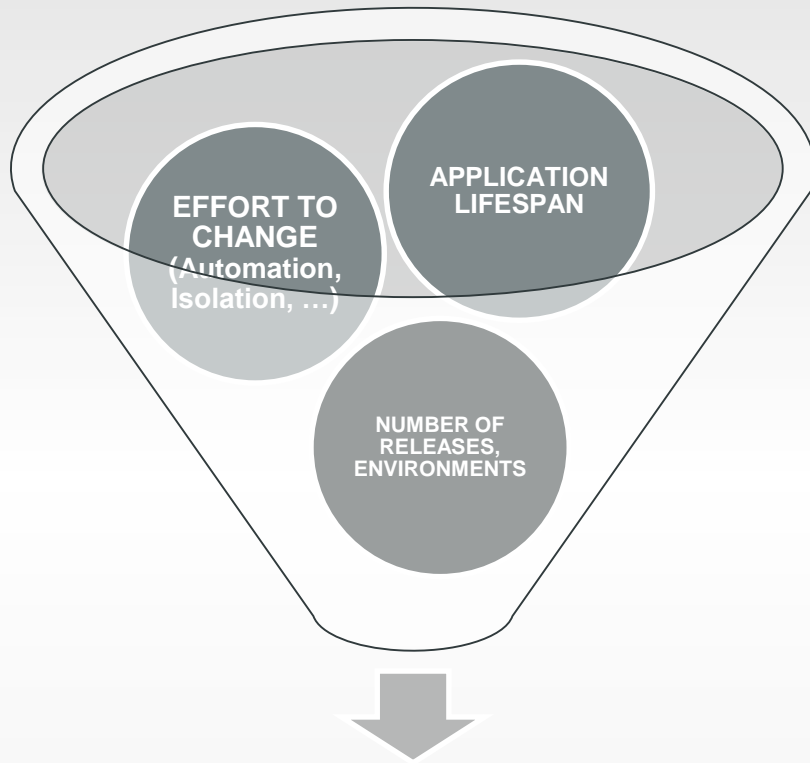 EFFORT TO
CHANGE
(Automation,
Isolation, …)
APPLICATION
LIFESPAN
NUMBER OF
RELEASES,
ENVIRONMENTS